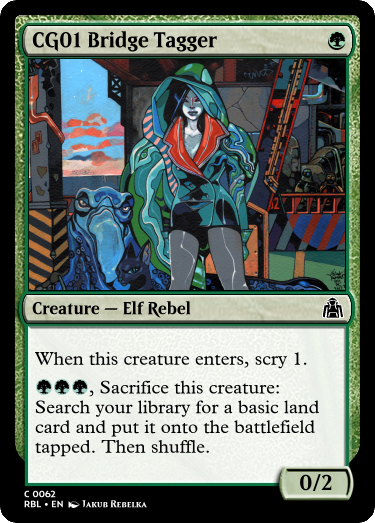 CG01 Bridge Tagger
Creature — Elf Rebel
When this creature enters, scry 1.
, Sacrifice this creature:
Search your library for a basic land
card and put it onto the battlefield
tapped. Then shuffle.
0/2
C 0062
RBL • EN Jakub Rebelka